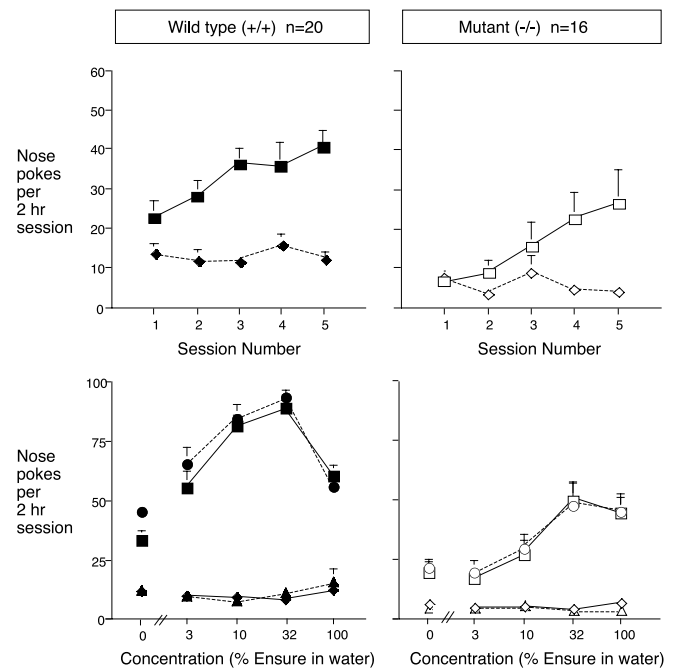 Wild type (+/+) n=20
Mutant (-/-) n=16
60
50
40
30
20
10
0
Nose
pokes
per
2 hr
session
1 2 3 4 5
1 2 3 4 5
Session Number
Session Number
100
75
50
25
0
Nose
pokes
per
2 hr
session
0 3 10 32 100
0 3 10 32 100
Concentration (% Ensure in water)
Concentration (% Ensure in water)